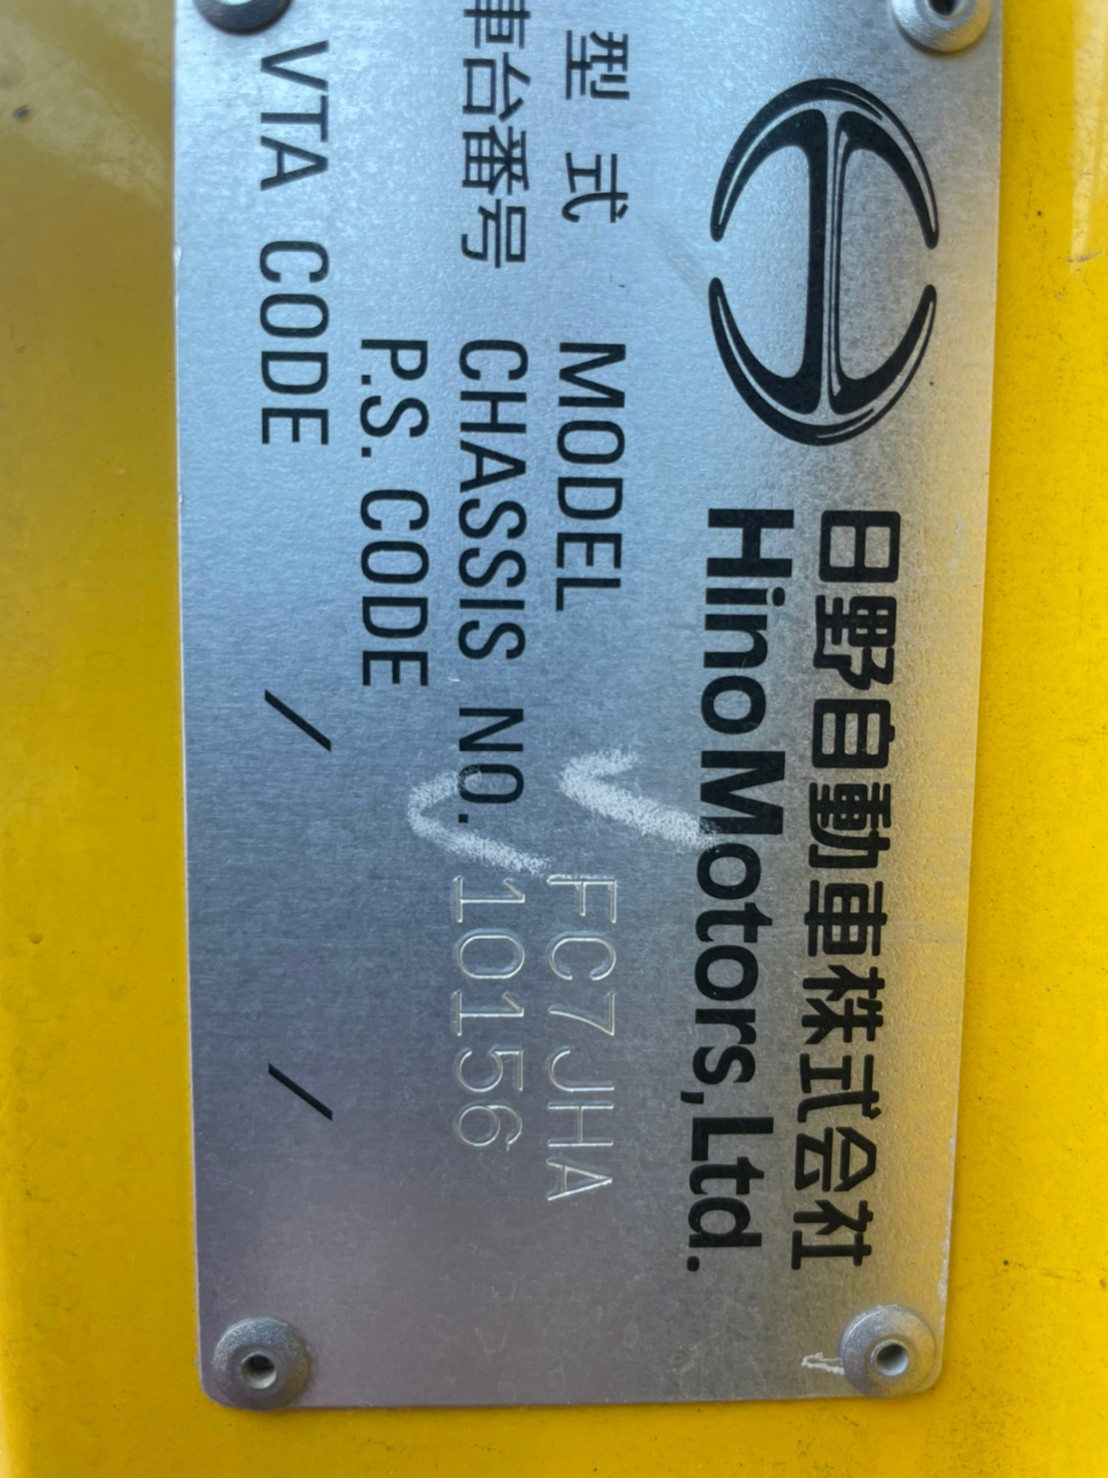 日野自動車株式会社
Hino Motors, Ltd.
型 式 MODEL FC7JHA
車台番号 CHASSIS NO. 10156
P.S. CODE
VTA CODE / /